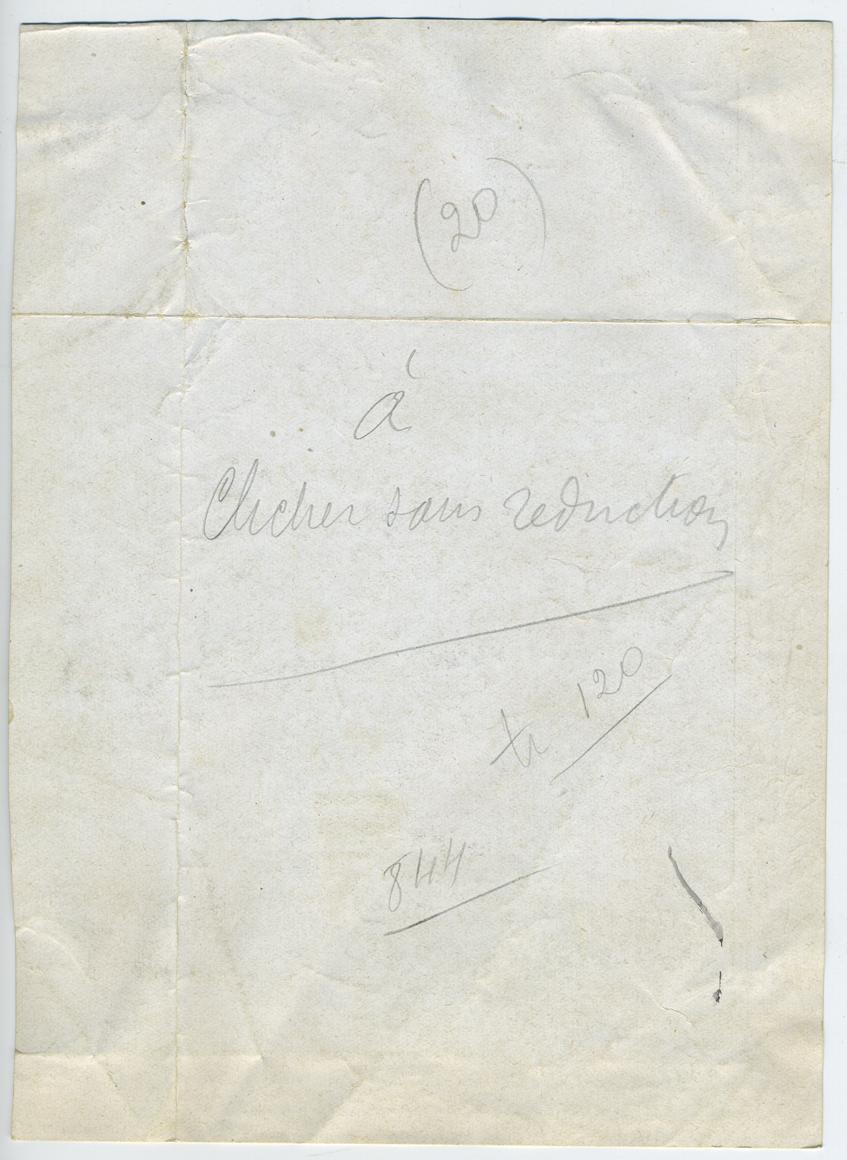 (20)
à
Clicher sans reduction
tr 120
844